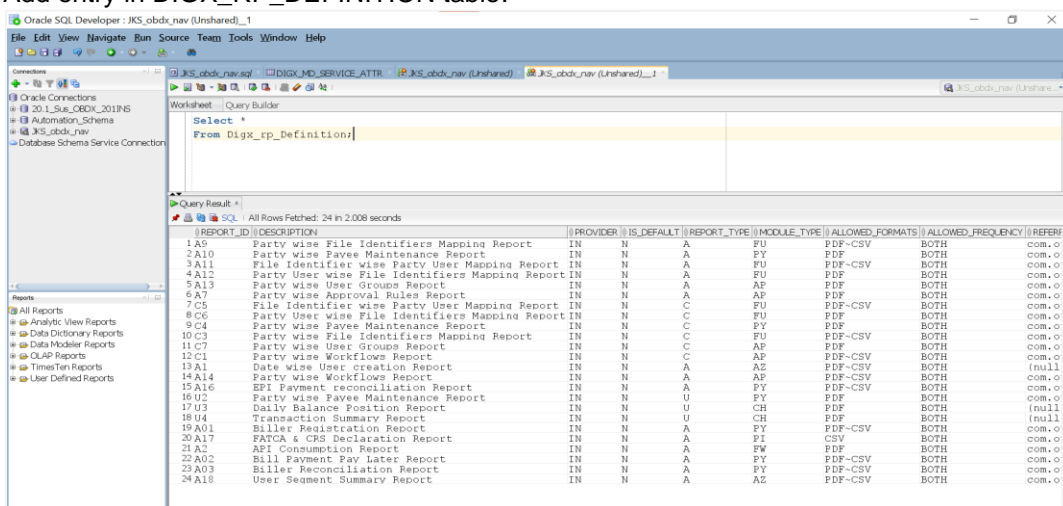 Add entry in DIGX_RP_DEFINITION table.
Oracle SQL Developer : JKS_obdx_nav (Unshared)__1
File Edit View Navigate Run Source Team Tools Window Help
Connections
JKS_obdx_nav.sql DIGX_MD_SERVICE_ATTR JKS_obdx_nav (Unshared) JKS_obdx_nav (Unshared)__1
Oracle Connections
20.1_Sus_OBDX_201INS
Automation_Schema
JKS_obdx_nav
Database Schema Service Connection
JKS_obdx_nav (Unshare...
Worksheet Query Builder
Select *
From Digx_rp_Definition;
Reports
All Reports
Analytic View Reports
Data Dictionary Reports
Data Modeler Reports
OLAP Reports
TimesTen Reports
User Defined Reports
Query Result
SQL | All Rows Fetched: 24 in 2.008 seconds
REPORT_ID DESCRIPTION PROVIDER IS_DEFAULT REPORT_TYPE MODULE_TYPE ALLOWED_FORMATS ALLOWED_FREQUENCY REFERF
1 A9 Party wise File Identifiers Mapping Report IN N A FU PDF~CSV BOTH com.o
2 A10 Party wise Payee Maintenance Report IN N A PY PDF BOTH com.o
3 A11 File Identifier wise Party User Mapping Report IN N A FU PDF~CSV BOTH com.o
4 A12 Party User wise File Identifiers Mapping Report IN N A FU PDF BOTH com.o
5 A13 Party wise User Groups Report IN N A AP PDF BOTH com.o
6 A7 Party wise Approval Rules Report IN N A AP PDF BOTH com.o
7 C5 File Identifier wise Party User Mapping Report IN N C FU PDF~CSV BOTH com.o
8 C6 Party User wise File Identifiers Mapping Report IN N C FU PDF BOTH com.o
9 C4 Party wise Payee Maintenance Report IN N C PY PDF BOTH com.o
10 C3 Party wise File Identifiers Mapping Report IN N C FU PDF~CSV BOTH com.o
11 C7 Party wise User Groups Report IN N C AP PDF BOTH com.o
12 C1 Party wise Workflows Report IN N C AP PDF~CSV BOTH com.o
13 A1 Date wise User creation Report IN N A AZ PDF~CSV BOTH (null
14 A14 Party wise Workflows Report IN N A AP PDF~CSV BOTH com.o
15 A16 EPI Payment reconciliation Report IN N A PY PDF~CSV BOTH com.o
16 U2 Party wise Payee Maintenance Report IN N U PY PDF BOTH com.o
17 U3 Daily Balance Position Report IN N U CH PDF BOTH (null
18 U4 Transaction Summary Report IN N U CH PDF BOTH (null
19 A01 Biller Registration Report IN N A PY PDF~CSV BOTH com.o
20 A17 FATCA & CRS Declaration Report IN N A PI CSV BOTH com.o
21 A2 API Consumption Report IN N A FW PDF BOTH com.o
22 A02 Bill Payment Pay Later Report IN N A PY PDF~CSV BOTH com.o
23 A03 Biller Reconciliation Report IN N A PY PDF~CSV BOTH com.o
24 A18 User Segment Summary Report IN N A AZ PDF~CSV BOTH com.o